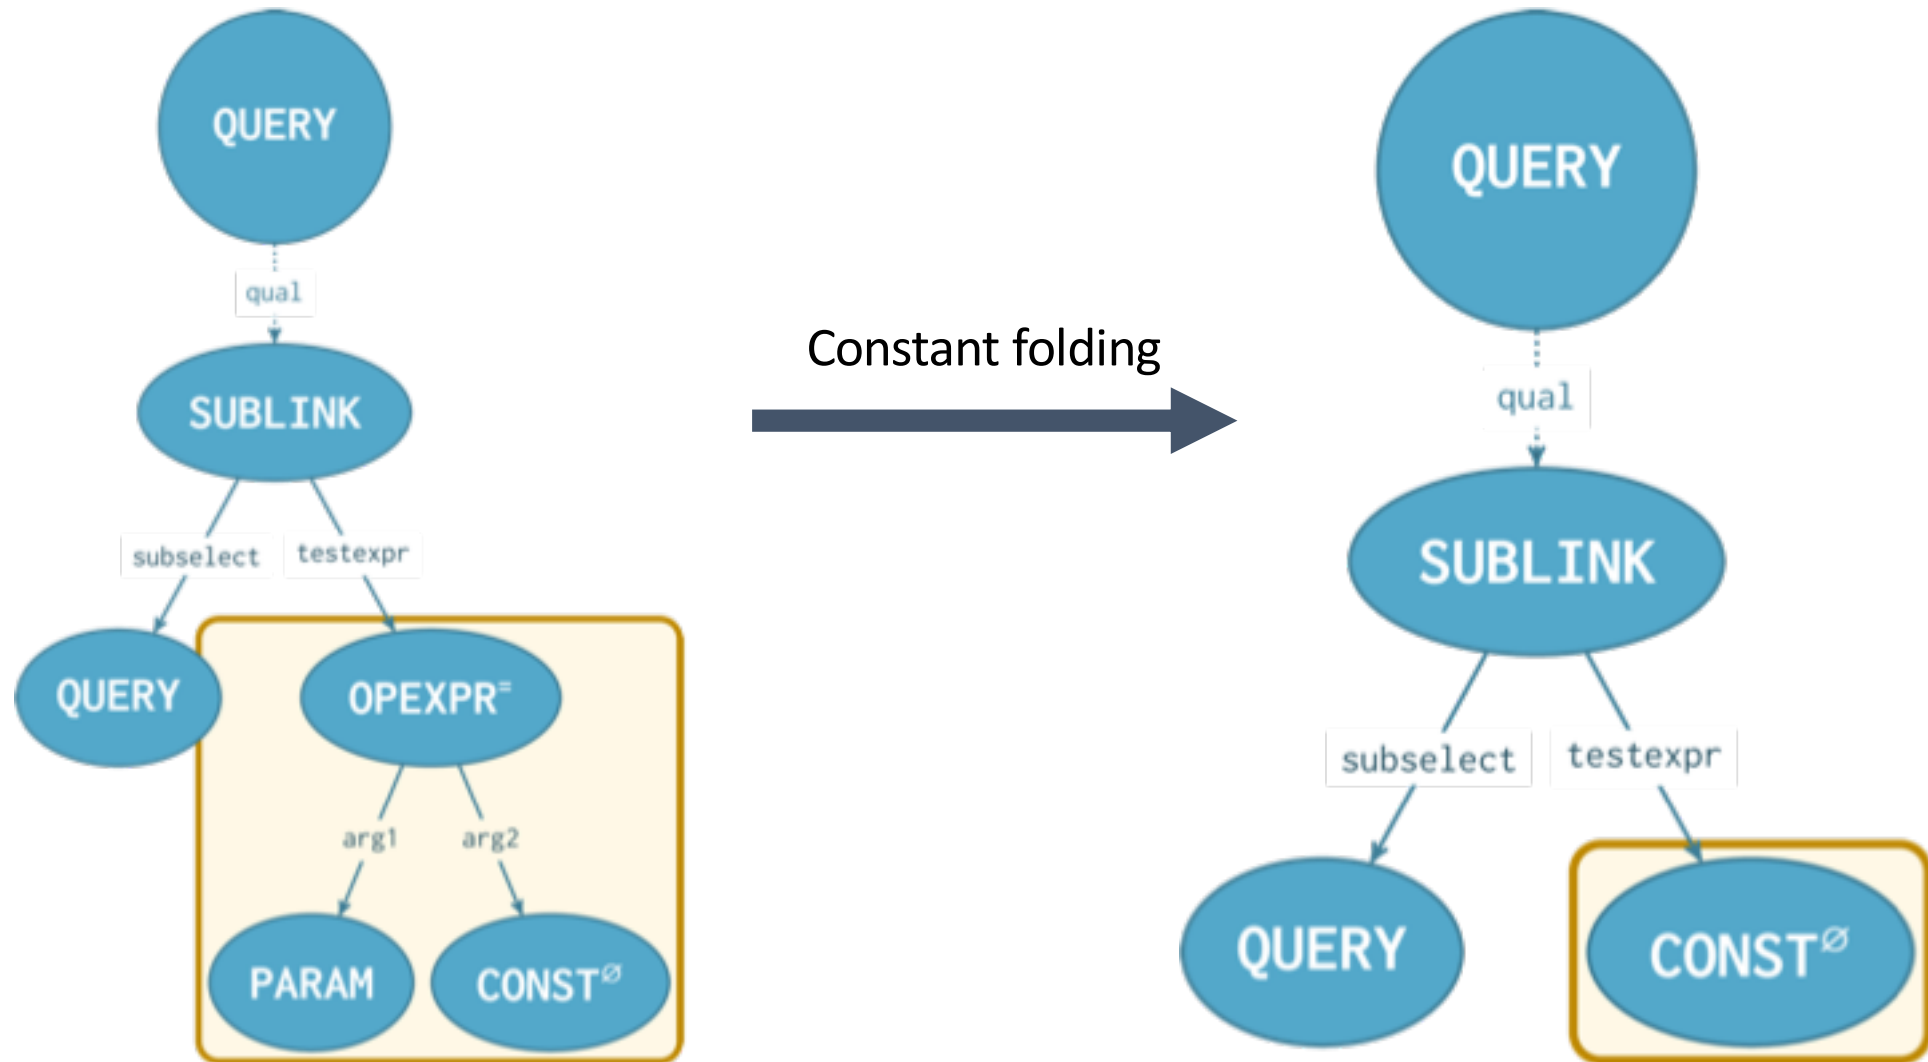 QUERY
qual
SUBLINK
subselect
testexpr
QUERY
OPEXPR⁼
arg1
arg2
PARAM
CONST∅
Constant folding
QUERY
qual
SUBLINK
subselect
testexpr
QUERY
CONST∅